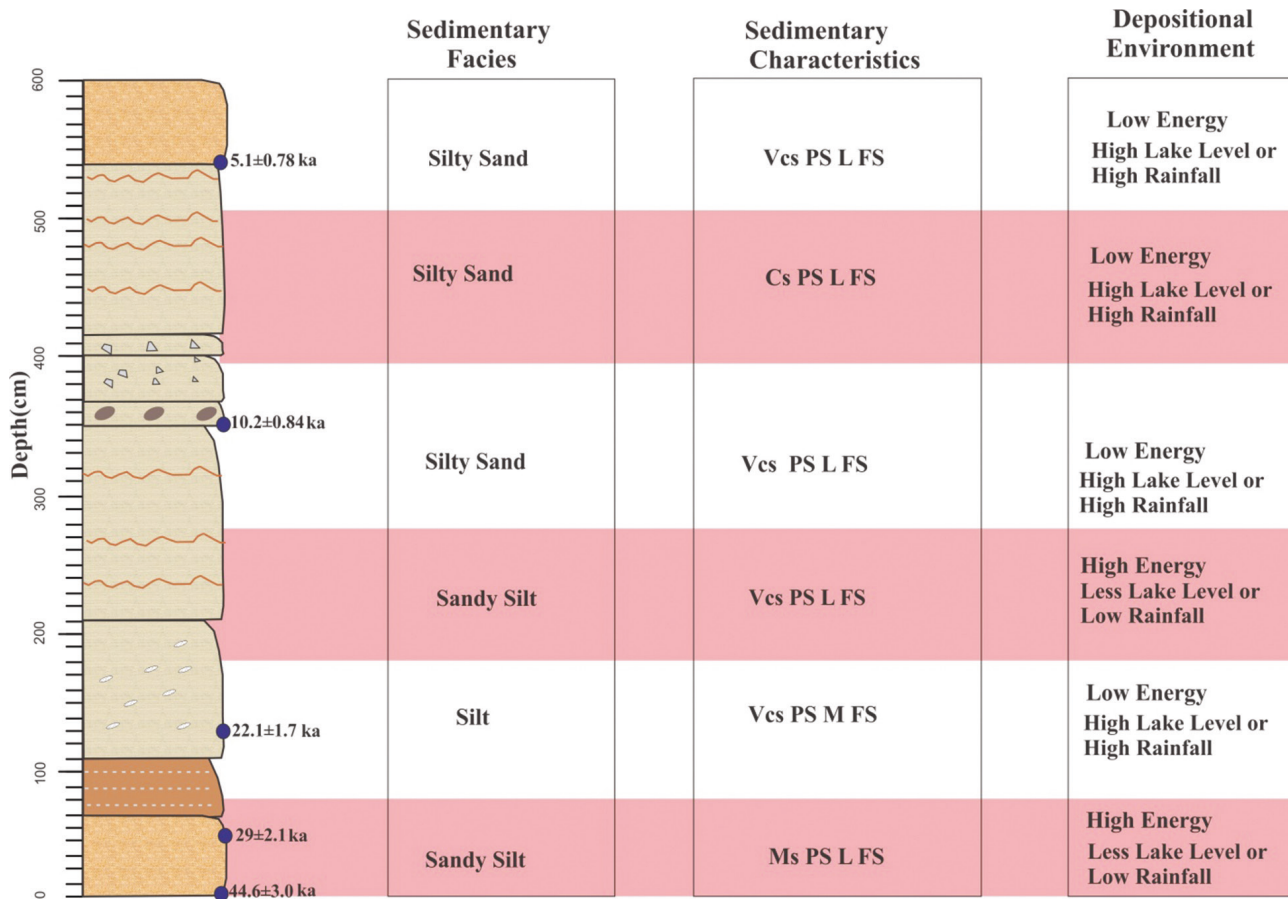 Sedimentary
Facies
Sedimentary
Characteristics
Depositional
Environment
Depth(cm)
600
500
400
300
200
100
0
5.1±0.78 ka
10.2±0.84 ka
22.1±1.7 ka
29±2.1 ka
44.6±3.0 ka
Silty Sand
Vcs PS L FS
Low Energy
High Lake Level or
High Rainfall
Silty Sand
Cs PS L FS
Low Energy
High Lake Level or
High Rainfall
Silty Sand
Vcs PS L FS
Low Energy
High Lake Level or
High Rainfall
Sandy Silt
Vcs PS L FS
High Energy
Less Lake Level or
Low Rainfall
Silt
Vcs PS M FS
Low Energy
High Lake Level or
High Rainfall
Sandy Silt
Ms PS L FS
High Energy
Less Lake Level or
Low Rainfall